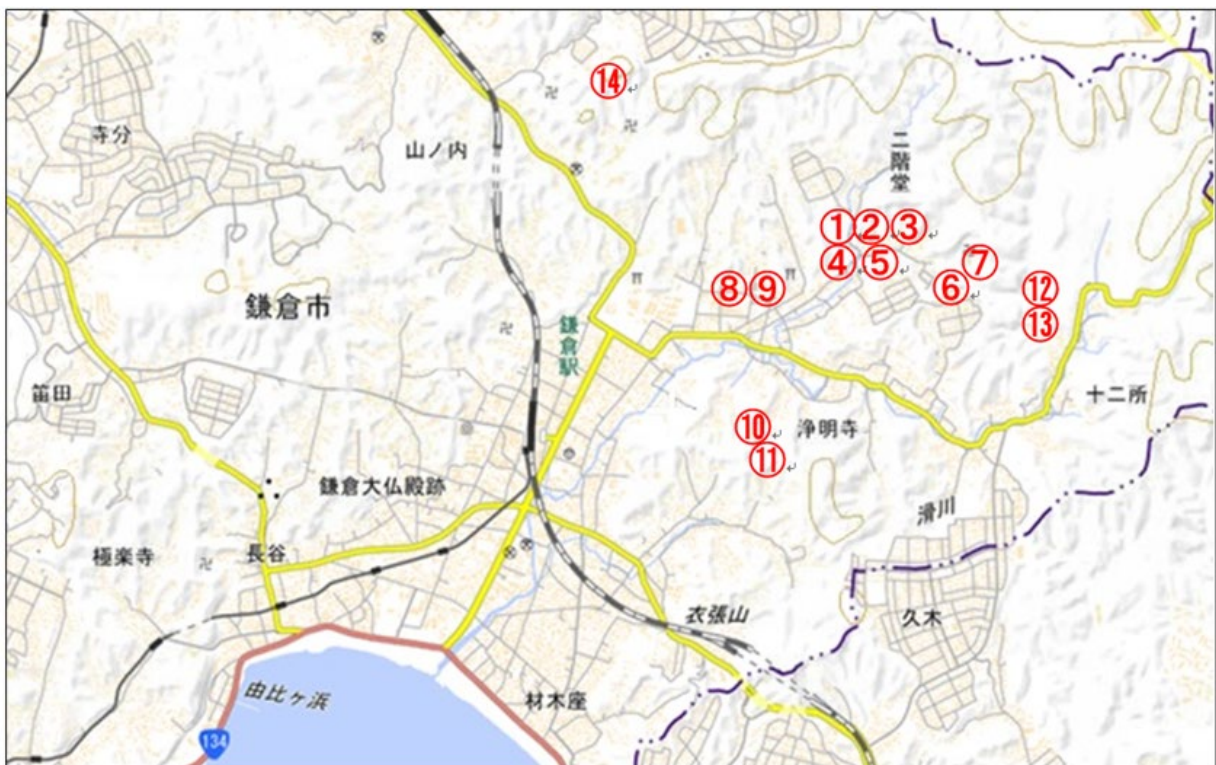 ⑭
寺分
山ノ内
二階堂
①②③
④⑤
⑦
⑧⑨
⑥
⑫
⑬
鎌倉市
鎌倉駅
笛田
十二所
⑩
浄明寺
⑪
鎌倉大仏殿跡
滑川
極楽寺
長谷
衣張山
久木
由比ヶ浜
材木座
134